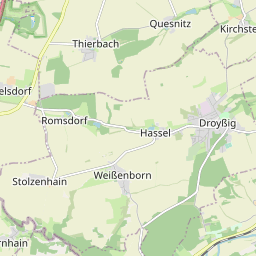 Quesnitz
Kirchste
Thierbach
elsdorf
Romsdorf
Droyßig
Hassel
Weißenborn
Stolzenhain
rnhain